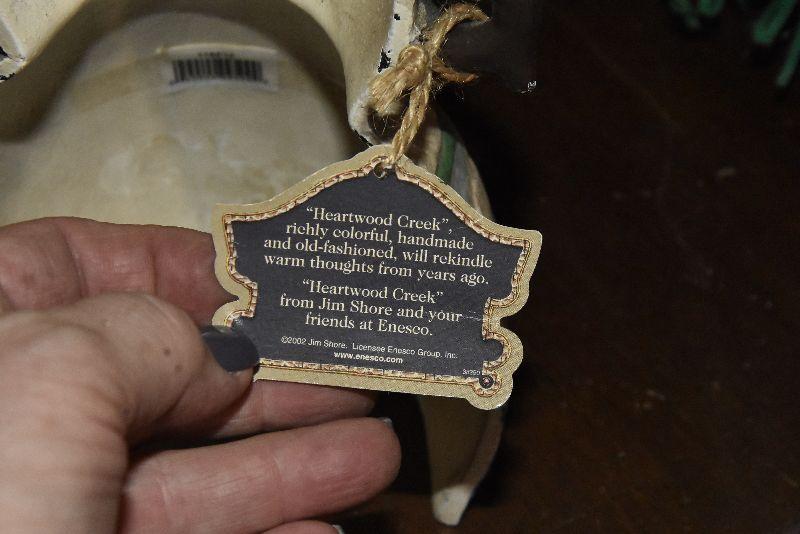 "Heartwood Creek",
richly colorful, handmade
and old-fashioned, will rekindle
warm thoughts from years ago.
"Heartwood Creek"
from Jim Shore and your
friends at Enesco.
©2002 Jim Shore. Licensee Enesco Group, Inc.
www.enesco.com